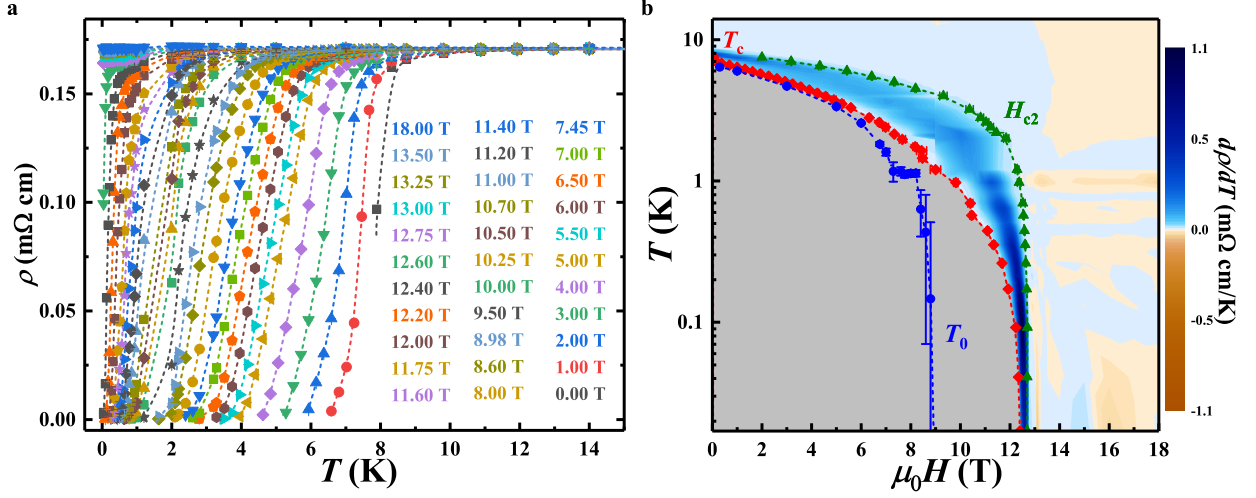 a
ρ (mΩ cm)
0.15
0.10
0.05
0.00
0 2 4 6 8 10 12 14
T (K)
18.00 T 11.40 T 7.45 T
13.50 T 11.20 T 7.00 T
13.25 T 11.00 T 6.50 T
13.00 T 10.70 T 6.00 T
12.75 T 10.50 T 5.50 T
12.60 T 10.25 T 5.00 T
12.40 T 10.00 T 4.00 T
12.20 T 9.50 T 3.00 T
12.00 T 8.98 T 2.00 T
11.75 T 8.60 T 1.00 T
11.60 T 8.00 T 0.00 T
b
T (K)
10
1
0.1
0 2 4 6 8 10 12 14 16 18
μ0H (T)
Tc
Hc2
T0
1.1
0.5
0.0
-0.5
-1.1
dρ/dT (mΩ cm/K)